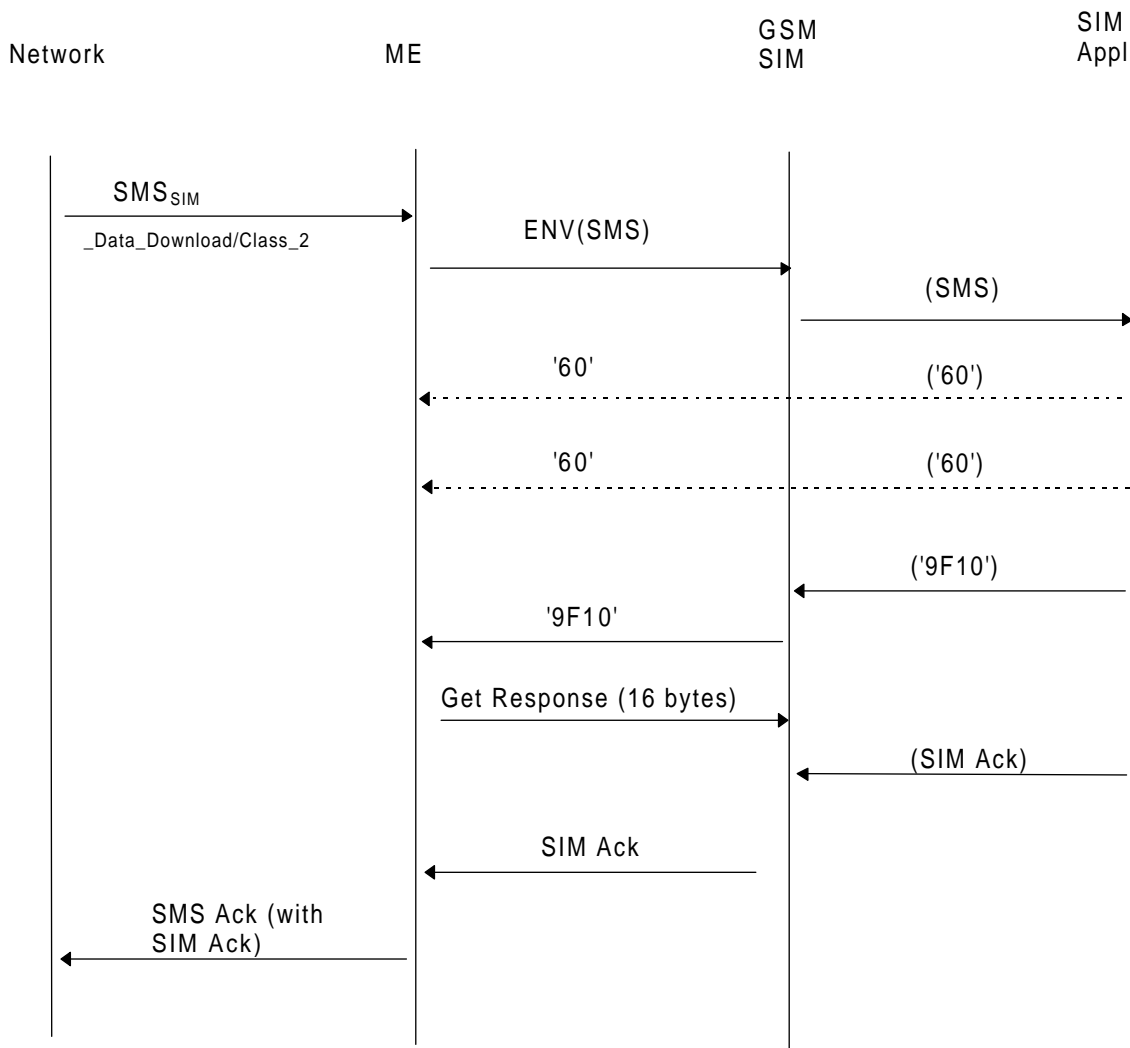 Network
ME
GSM
SIM
SIM
Appl
SMSSIM
_Data_Download/Class_2
ENV(SMS)
(SMS)
'60'
('60')
'60'
('60')
('9F10')
'9F10'
Get Response (16 bytes)
(SIM Ack)
SIM Ack
SMS Ack (with
SIM Ack)